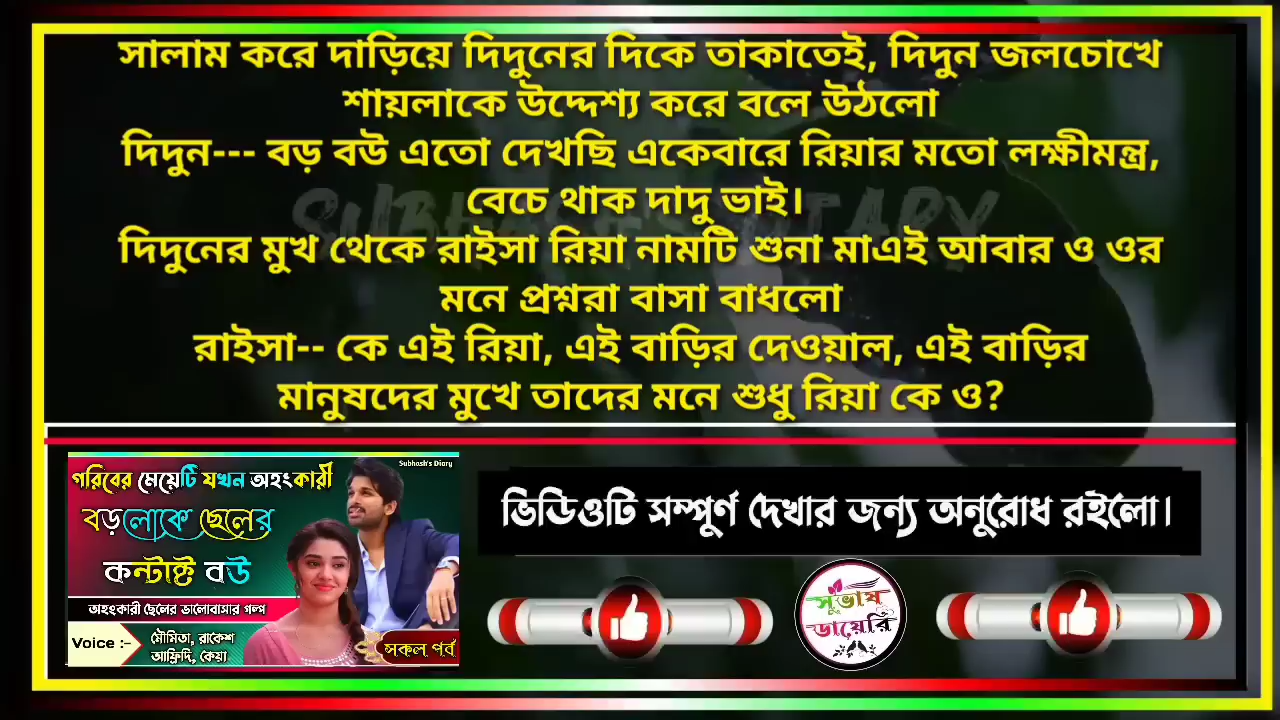 সালাম করে দাড়িয়ে দিদুনের দিকে তাকাতেই, দিদুন জলচোখে
শায়লাকে উদ্দেশ্য করে বলে উঠলো
দিদুন--- বড় বউ এতো দেখছি একেবারে রিয়ার মতো লক্ষীমন্ত্র,
বেচে থাক দাদু ভাই।
দিদুনের মুখ থেকে রাইসা রিয়া নামটি শুনা মাএই আবার ও ওর
মনে প্রশ্নরা বাসা বাধলো
রাইসা-- কে এই রিয়া, এই বাড়ির দেওয়াল, এই বাড়ির
মানুষদের মুখে তাদের মনে শুধু রিয়া কে ও?
SUBHASH'S DIARY
Subhash's Diary
গরিবের মেয়েটি যখন অহংকারী
বড়লোকে ছেলের
কন্টাক্ট বউ
অহংকারী ছেলের ভালোবাসার গল্প
Voice :- মৌমিতা, রাকেশ
আফ্রিদি, কেয়া
সকল পর্ব
ভিডিওটি সম্পুর্ণ দেখার জন্য অনুরোধ রইলো।
সুভাষ
ডায়েরি